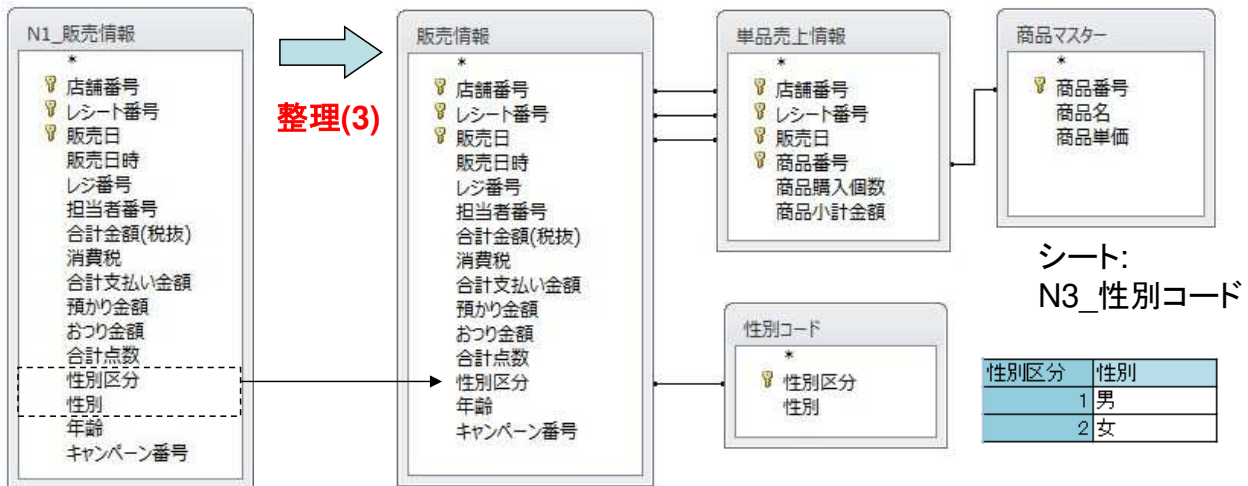 N1_販売情報
*
店舗番号
レシート番号
販売日
販売日時
レジ番号
担当者番号
合計金額(税抜)
消費税
合計支払い金額
預かり金額
おつり金額
合計点数
性別区分
性別
年齢
キャンペーン番号
整理(3)
販売情報
*
店舗番号
レシート番号
販売日
販売日時
レジ番号
担当者番号
合計金額(税抜)
消費税
合計支払い金額
預かり金額
おつり金額
合計点数
性別区分
年齢
キャンペーン番号
単品売上情報
*
店舗番号
レシート番号
販売日
商品番号
商品購入個数
商品小計金額
商品マスター
*
商品番号
商品名
商品単価
性別コード
*
性別区分
性別
シート:
N3_性別コード
性別区分 性別
1 男
2 女